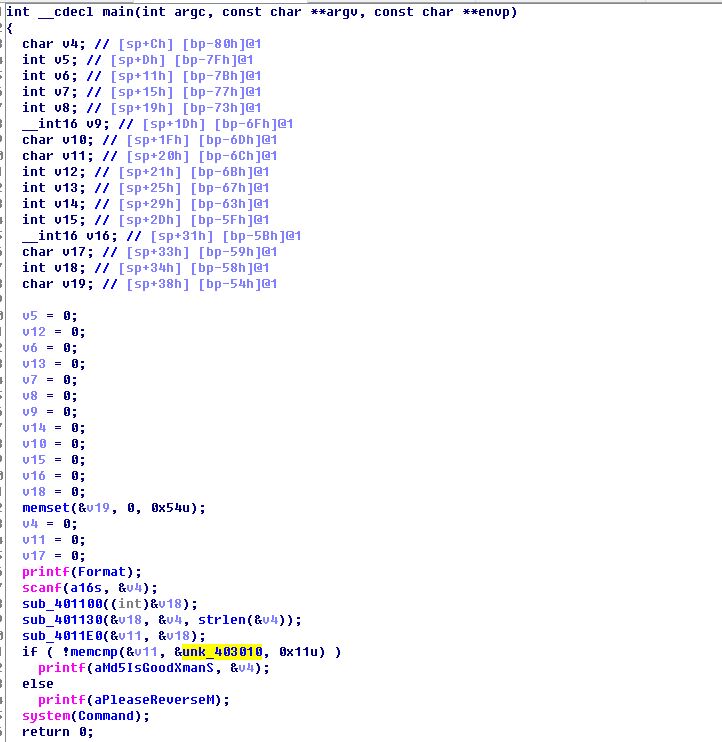 int __cdecl main(int argc, const char **argv, const char **envp)
{
char v4; // [sp+Ch] [bp-80h]@1
int v5; // [sp+Dh] [bp-7Fh]@1
int v6; // [sp+11h] [bp-7Bh]@1
int v7; // [sp+15h] [bp-77h]@1
int v8; // [sp+19h] [bp-73h]@1
__int16 v9; // [sp+1Dh] [bp-6Fh]@1
char v10; // [sp+1Fh] [bp-6Dh]@1
char v11; // [sp+20h] [bp-6Ch]@1
int v12; // [sp+21h] [bp-6Bh]@1
int v13; // [sp+25h] [bp-67h]@1
int v14; // [sp+29h] [bp-63h]@1
int v15; // [sp+2Dh] [bp-5Fh]@1
__int16 v16; // [sp+31h] [bp-5Bh]@1
char v17; // [sp+33h] [bp-59h]@1
int v18; // [sp+34h] [bp-58h]@1
char v19; // [sp+38h] [bp-54h]@1
v5 = 0;
v12 = 0;
v6 = 0;
v13 = 0;
v7 = 0;
v8 = 0;
v9 = 0;
v14 = 0;
v10 = 0;
v15 = 0;
v16 = 0;
v18 = 0;
memset(&v19, 0, 0x54u);
v4 = 0;
v11 = 0;
v17 = 0;
printf(Format);
scanf(a16s, &v4);
sub_401100((int)&v18);
sub_401130(&v18, &v4, strlen(&v4));
sub_4011E0(&v11, &v18);
if ( !memcmp(&v11, &unk_403010, 0x11u) )
printf(aMd5IsGoodXmanS, &v4);
else
printf(aPleaseReverseM);
system(Command);
return 0;